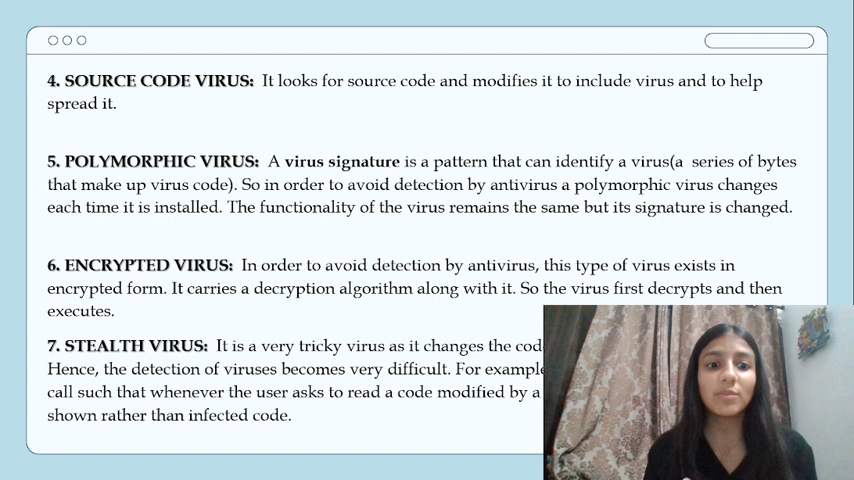 4. SOURCE CODE VIRUS: It looks for source code and modifies it to include virus and to help
spread it.
5. POLYMORPHIC VIRUS: A virus signature is a pattern that can identify a virus(a series of bytes
that make up virus code). So in order to avoid detection by antivirus a polymorphic virus changes
each time it is installed. The functionality of the virus remains the same but its signature is changed.
6. ENCRYPTED VIRUS: In order to avoid detection by antivirus, this type of virus exists in
encrypted form. It carries a decryption algorithm along with it. So the virus first decrypts and then
executes.
7. STEALTH VIRUS: It is a very tricky virus as it changes the cod
Hence, the detection of viruses becomes very difficult. For example
call such that whenever the user asks to read a code modified by a
shown rather than infected code.